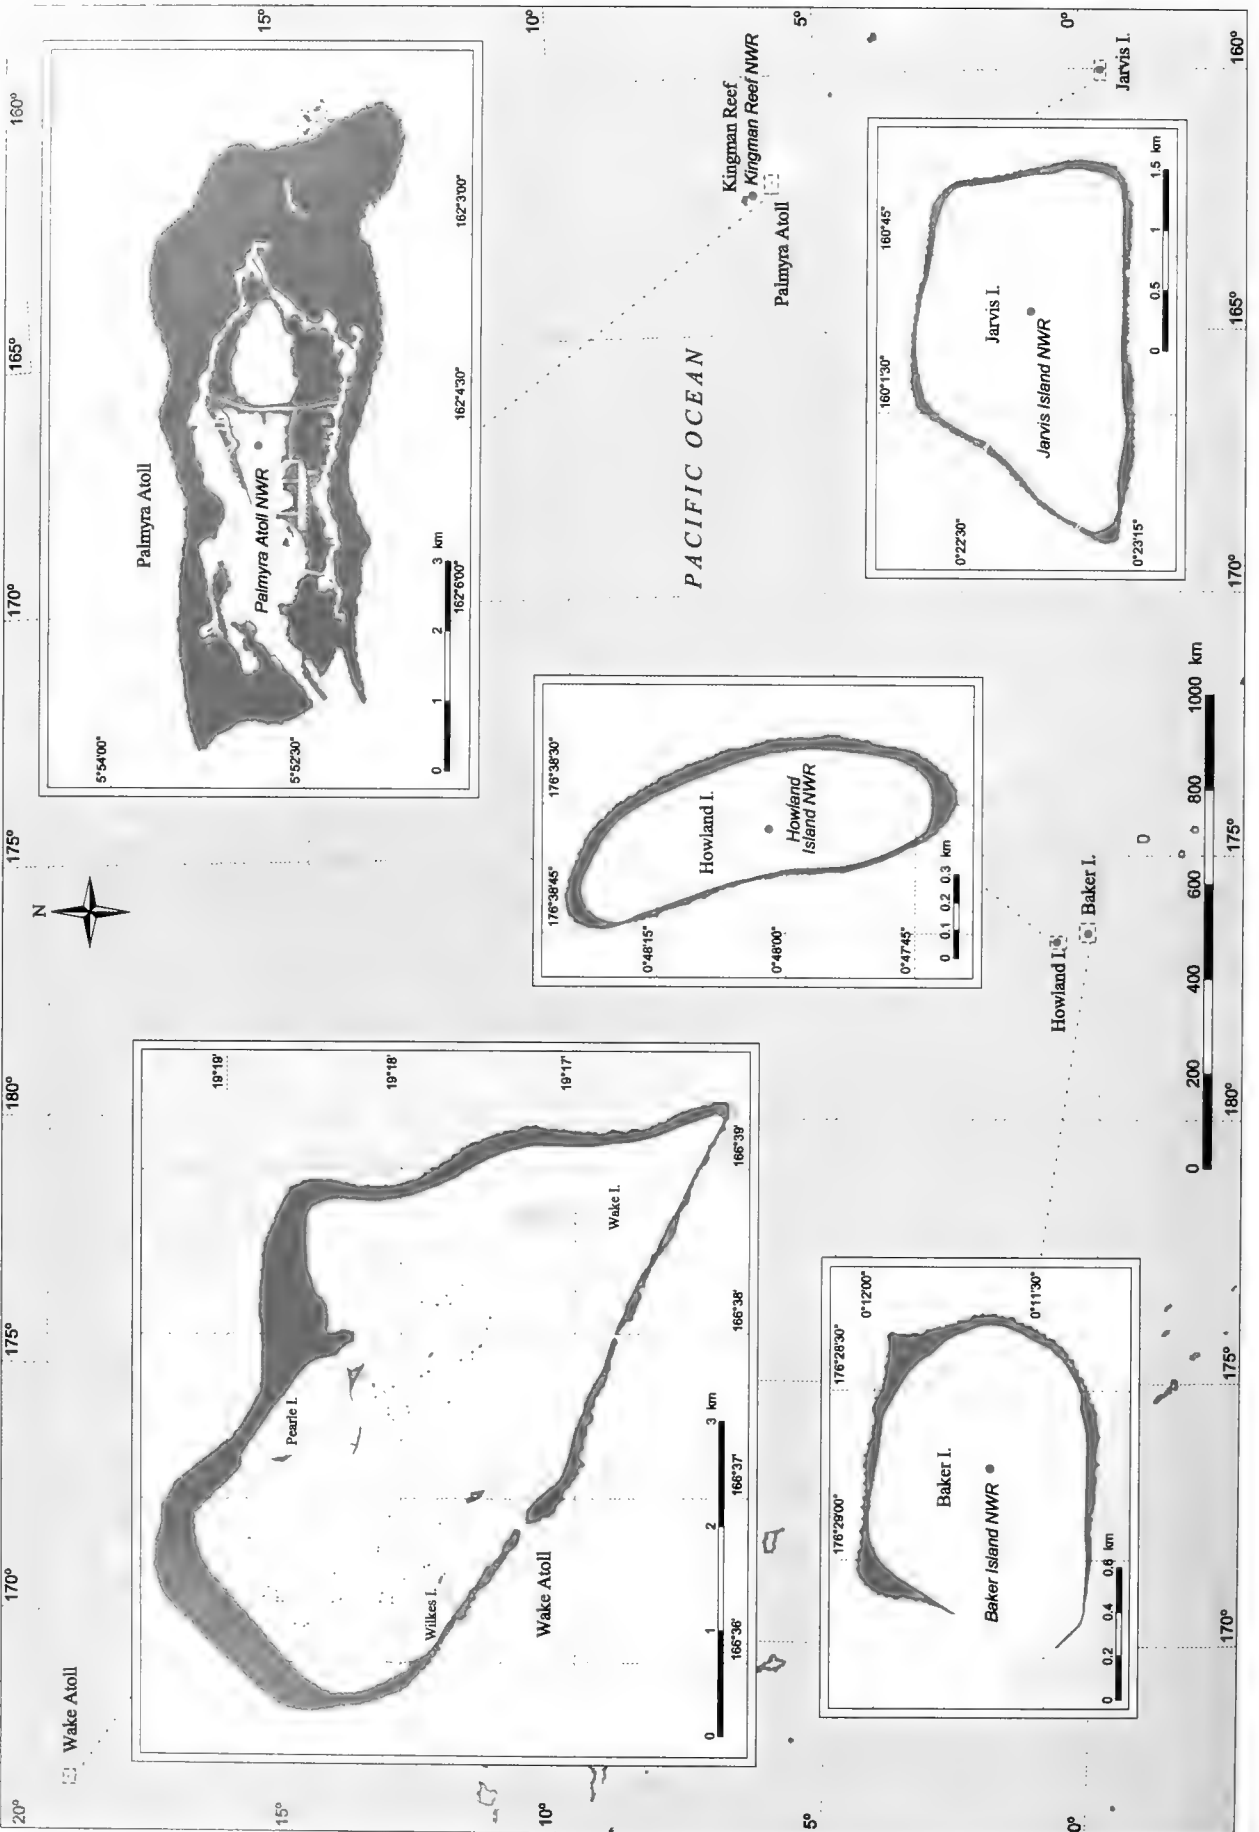 20°
170°
175°
180°
175°
170°
165°
160°
Wake Atoll
N
15°
10°
5°
0°
15°
10°
5°
0°
170°
175°
180°
175°
170°
165°
160°
19°19'
19°18'
19°17'
Pearle I.
Wake I.
Wilkes I.
Wake Atoll
166°36'
166°37'
166°38'
166°39'
0 1 2 3 km
Palmyra Atoll
5°54'00"
5°52'30"
Palmyra Atoll NWR
162°6'00"
162°4'30"
162°3'00"
0 1 2 3 km
176°38'45"
176°38'30"
0°48'15"
0°48'00"
0°47'45"
Howland I.
Howland
Island NWR
0 0.1 0.2 0.3 km
PACIFIC OCEAN
Kingman Reef
Kingman Reef NWR
Palmyra Atoll
176°29'00"
176°28'30"
0°12'00"
0°11'30"
Baker I.
Baker Island NWR
0 0.2 0.4 0.6 km
Howland I.
Baker I.
160°1'30"
160°45"
0°22'30"
0°23'15"
Jarvis I.
Jarvis Island NWR
0 0.5 1 1.5 km
Jarvis I.
0 200 400 600 800 1000 km